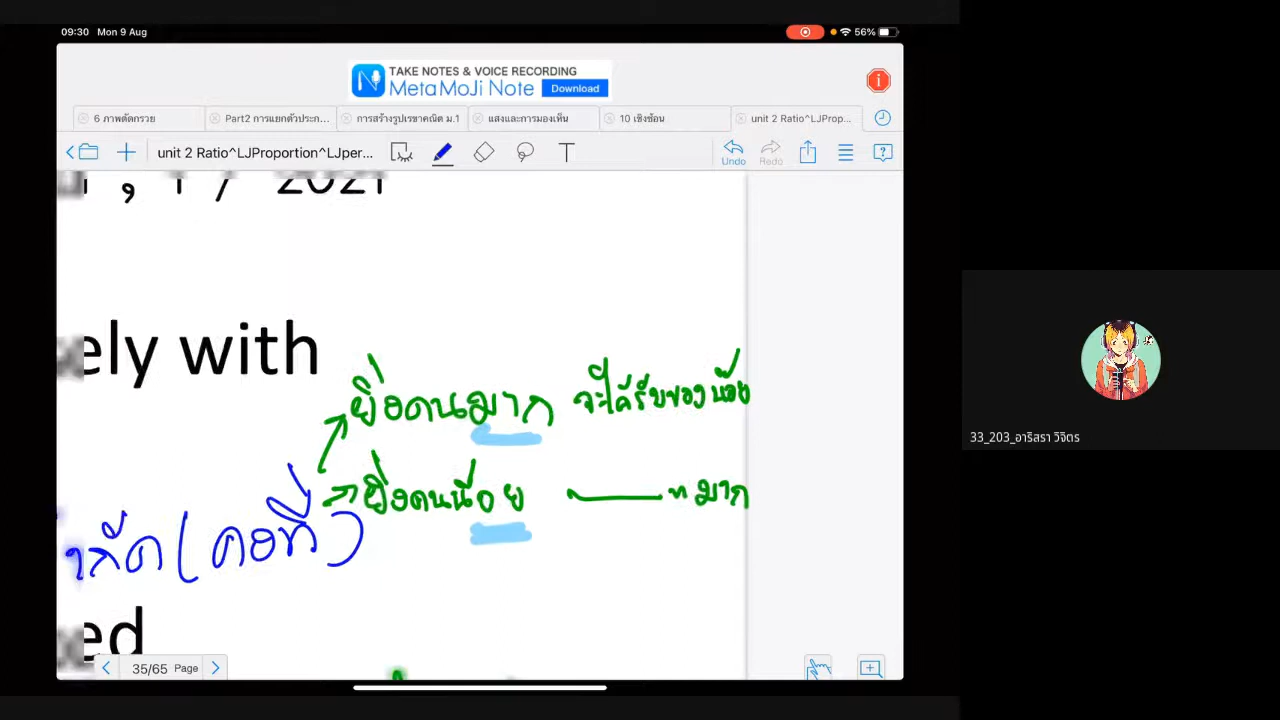 09:30 Mon 9 Aug
56%
TAKE NOTES & VOICE RECORDING
MetaMoJi Note Download
6 ภาพตัดกรวย
Part2 การแยกตัวประก...
การสร้างรูปเรขาคณิต ม.1
แสงและการมองเห็น
10 เชิงซ้อน
unit 2 Ratio^LJProp...
unit 2 Ratio^LJProportion^LJper...
T
Undo
Redo
, 1 / 2021
ely with
ยิ่งคนมาก จะได้รับของน้อย
ยิ่งคนน้อย " มาก
กัด (คงที่)
ed
35/65 Page
33_203_อาริสรา วิจิตร